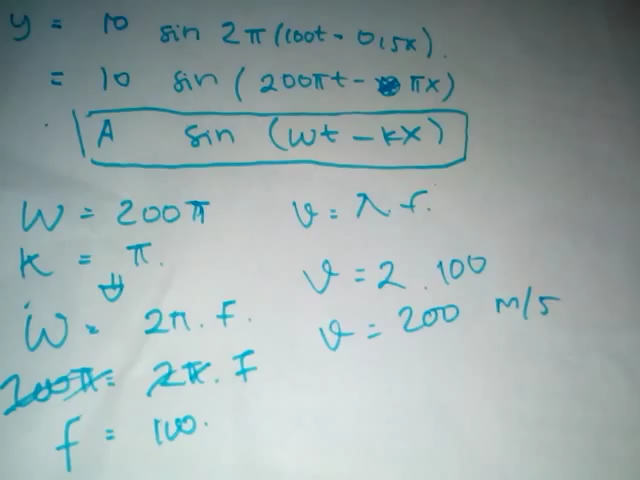 y = 10 sin 2π(100t - 0,5x).
= 10 sin (200πt - πx)
A sin (wt - kx)
W = 200π
K = π.
W = 2π.f.
200π = 2π.F
f = 100.
v = λ.f.
v = 2.100
v = 200 m/s